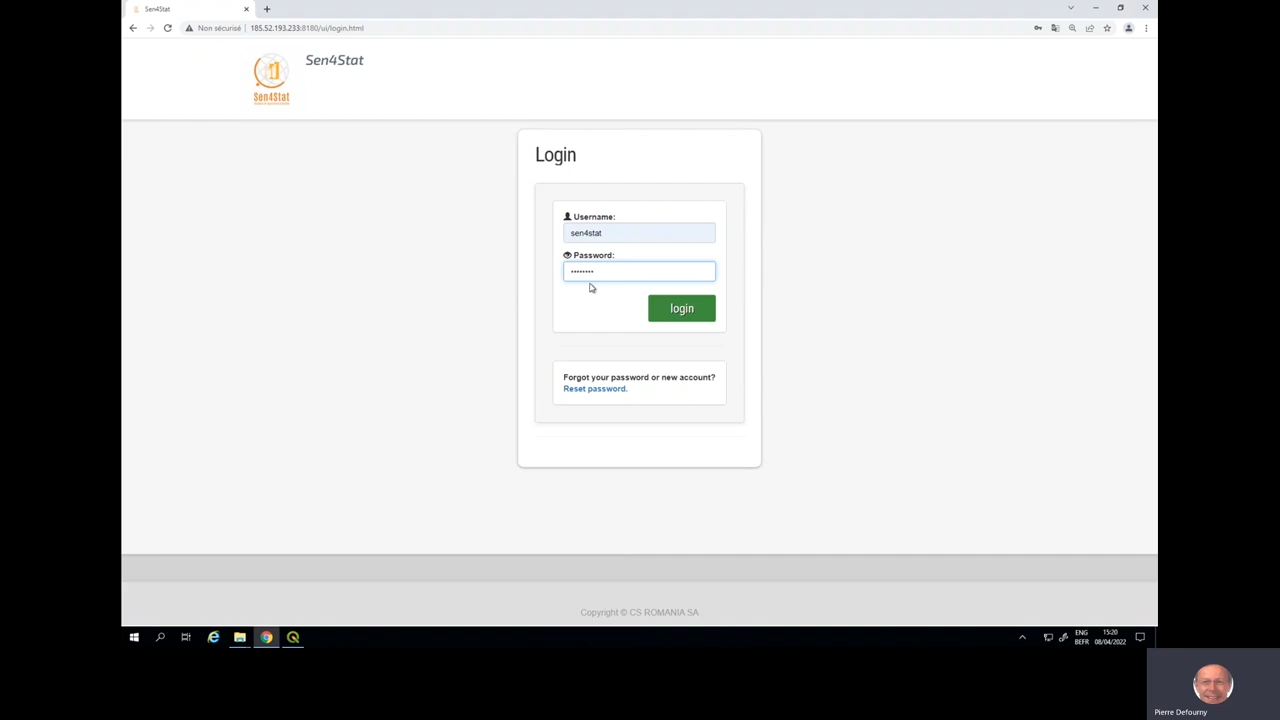 Sen4Stat
Non sécurisé
185.52.193.233:8180/ui/login.html
Sen4Stat
Sen4Stat
Login
Username:
sen4stat
Password:
••••••••
login
Forgot your password or new account?
Reset password.
Copyright © CS ROMANIA SA
ENG
BEFR
15:20
08/04/2022
Pierre Defourny